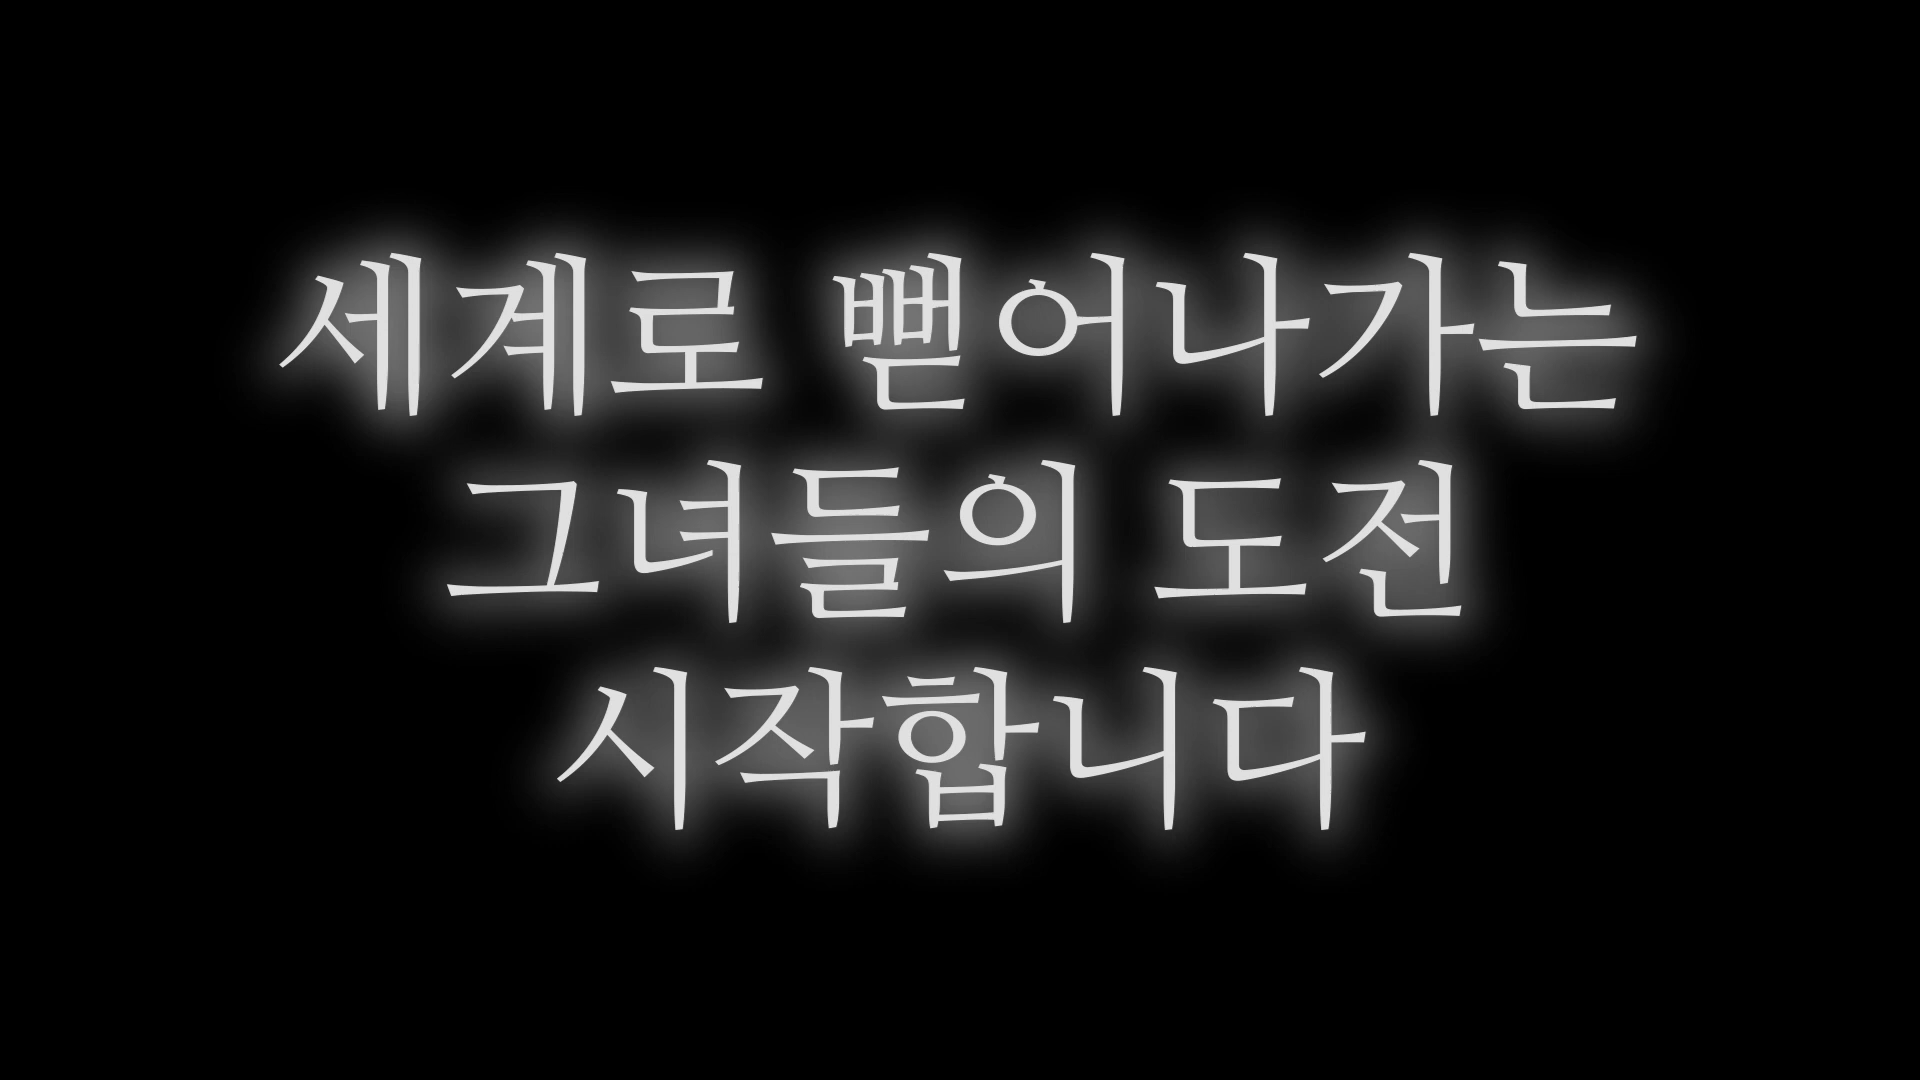 세계로 뻗어나가는
그녀들의 도전
시작합니다